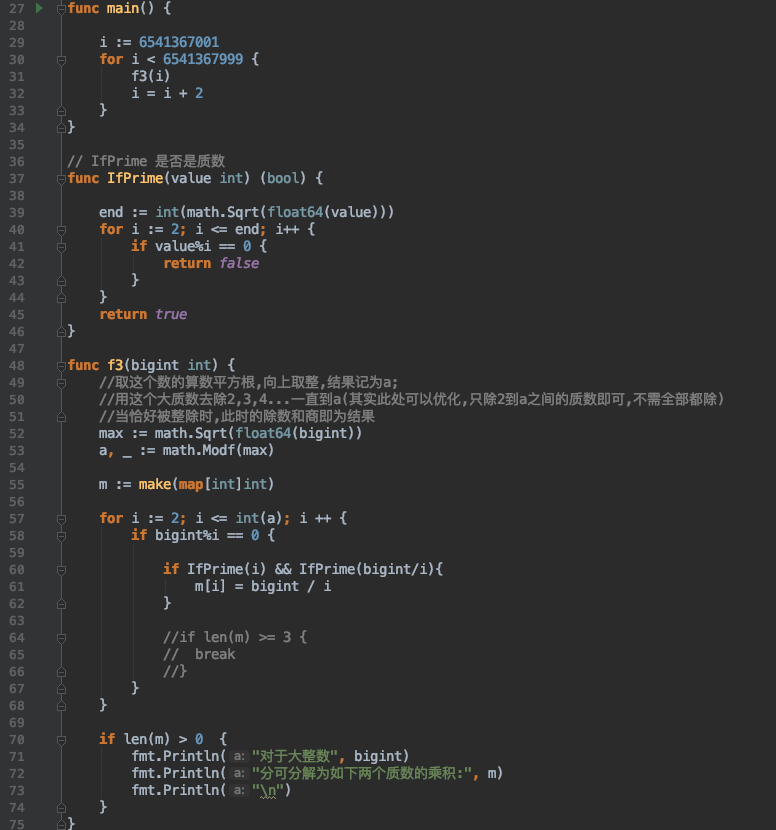 27 func main() {
28
29 i := 6541367001
30 for i < 6541367999 {
31 f3(i)
32 i = i + 2
33 }
34 }
35
36 // IfPrime 是否是质数
37 func IfPrime(value int) (bool) {
38
39 end := int(math.Sqrt(float64(value)))
40 for i := 2; i <= end; i++ {
41 if value%i == 0 {
42 return false
43 }
44 }
45 return true
46 }
47
48 func f3(bigint int) {
49 //取这个数的算数平方根,向上取整,结果记为a;
50 //用这个大质数去除2,3,4...一直到a(其实此处可以优化,只除2到a之间的质数即可,不需全部都除)
51 //当恰好被整除时,此时的除数和商即为结果
52 max := math.Sqrt(float64(bigint))
53 a, _ := math.Modf(max)
54
55 m := make(map[int]int)
56
57 for i := 2; i <= int(a); i ++ {
58 if bigint%i == 0 {
59
60 if IfPrime(i) && IfPrime(bigint/i){
61 m[i] = bigint / i
62 }
63
64 //if len(m) >= 3 {
65 // break
66 //}
67 }
68 }
69
70 if len(m) > 0 {
71 fmt.Println( a: "对于大整数", bigint)
72 fmt.Println( a: "分可分解为如下两个质数的乘积:", m)
73 fmt.Println( a: "\n")
74 }
75 }